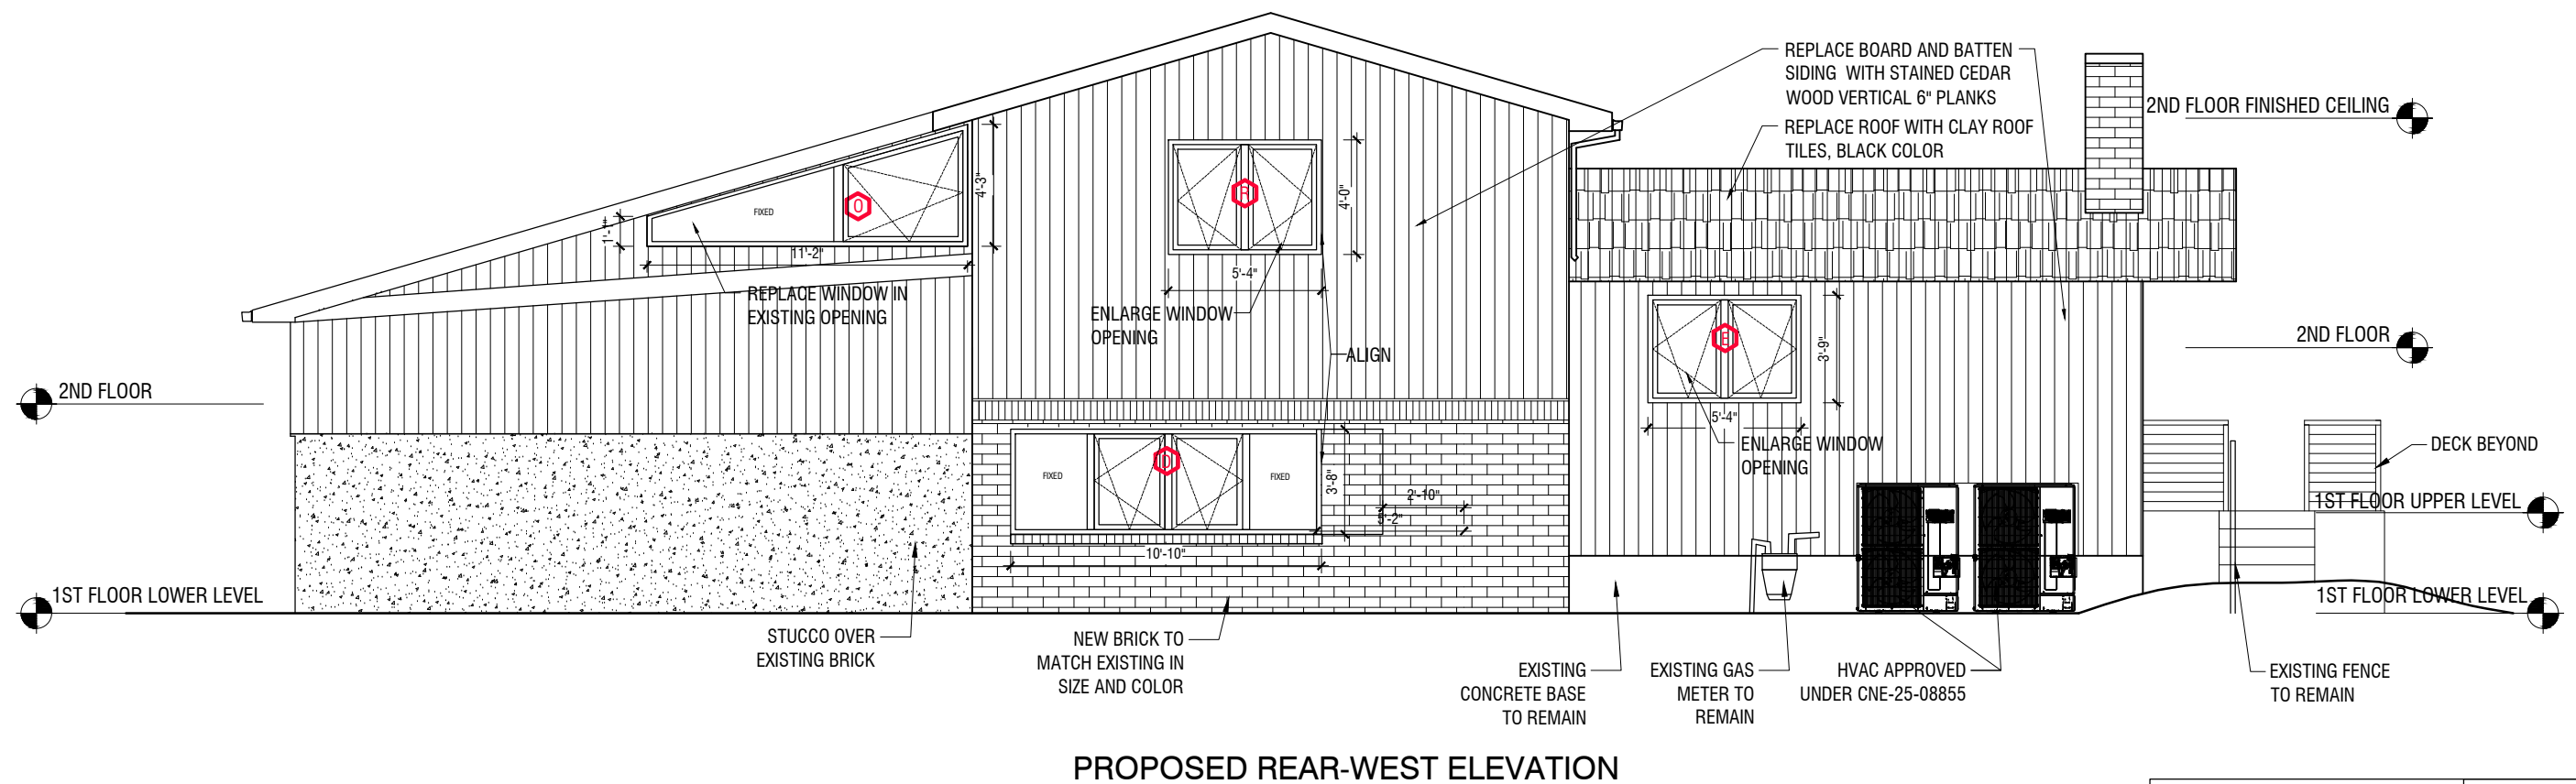 REPLACE BOARD AND BATTEN
SIDING WITH STAINED CEDAR
WOOD VERTICAL 6" PLANKS
REPLACE ROOF WITH CLAY ROOF
TILES, BLACK COLOR
2ND FLOOR FINISHED CEILING
4'-3"
1'-1"
FIXED
O
11'-2"
REPLACE WINDOW IN
EXISTING OPENING
R
4'-0"
5'-4"
ENLARGE WINDOW
OPENING
ALIGN
E
3'-9"
5'-4"
ENLARGE WINDOW
OPENING
2ND FLOOR
2ND FLOOR
DECK BEYOND
FIXED
D
FIXED
3'-8"
2'-10"
5'-2"
10'-10"
1ST FLOOR UPPER LEVEL
1ST FLOOR LOWER LEVEL
1ST FLOOR LOWER LEVEL
STUCCO OVER
EXISTING BRICK
NEW BRICK TO
MATCH EXISTING IN
SIZE AND COLOR
EXISTING
CONCRETE BASE
TO REMAIN
EXISTING GAS
METER TO
REMAIN
HVAC APPROVED
UNDER CNE-25-08855
EXISTING FENCE
TO REMAIN
PROPOSED REAR-WEST ELEVATION